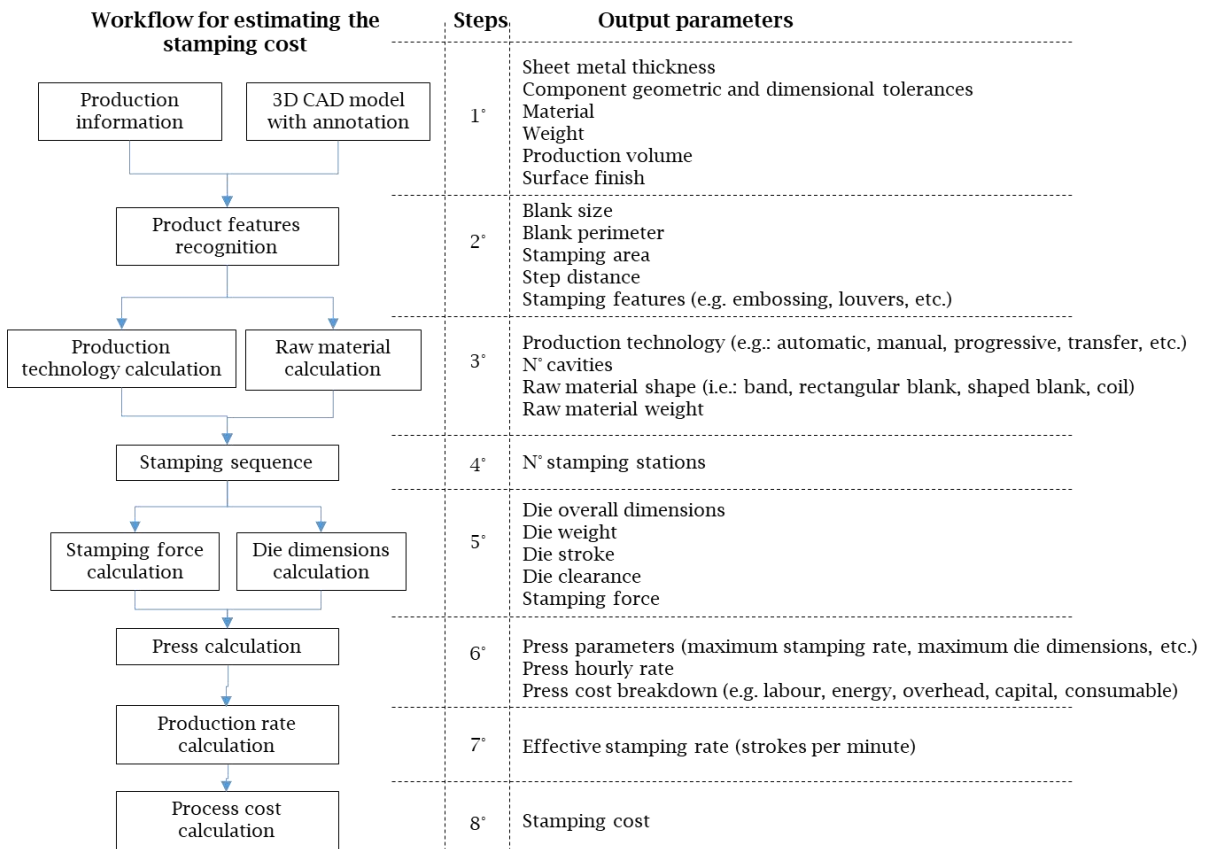 Workflow for estimating the
stamping cost
Steps
Output parameters
Production
information
3D CAD model
with annotation
1°
Sheet metal thickness
Component geometric and dimensional tolerances
Material
Weight
Production volume
Surface finish
Product features
recognition
2°
Blank size
Blank perimeter
Stamping area
Step distance
Stamping features (e.g. embossing, louvers, etc.)
Production
technology calculation
Raw material
calculation
3°
Production technology (e.g.: automatic, manual, progressive, transfer, etc.)
N° cavities
Raw material shape (i.e.: band, rectangular blank, shaped blank, coil)
Raw material weight
Stamping sequence
4°
N° stamping stations
Stamping force
calculation
Die dimensions
calculation
5°
Die overall dimensions
Die weight
Die stroke
Die clearance
Stamping force
Press calculation
6°
Press parameters (maximum stamping rate, maximum die dimensions, etc.)
Press hourly rate
Press cost breakdown (e.g. labour, energy, overhead, capital, consumable)
Production rate
calculation
7°
Effective stamping rate (strokes per minute)
Process cost
calculation
8°
Stamping cost